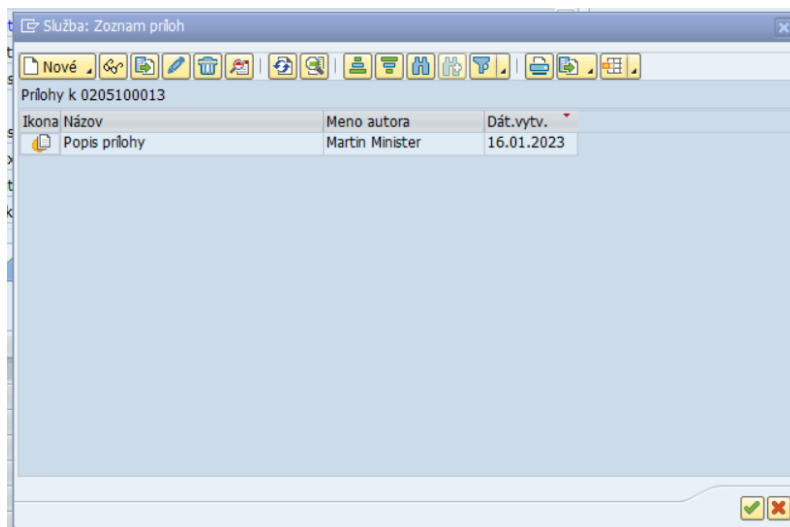 Služba: Zoznam príloh
Nové
Prílohy k 0205100013
Ikona Názov Meno autora Dát.vytv.
Popis prílohy Martin Minister 16.01.2023